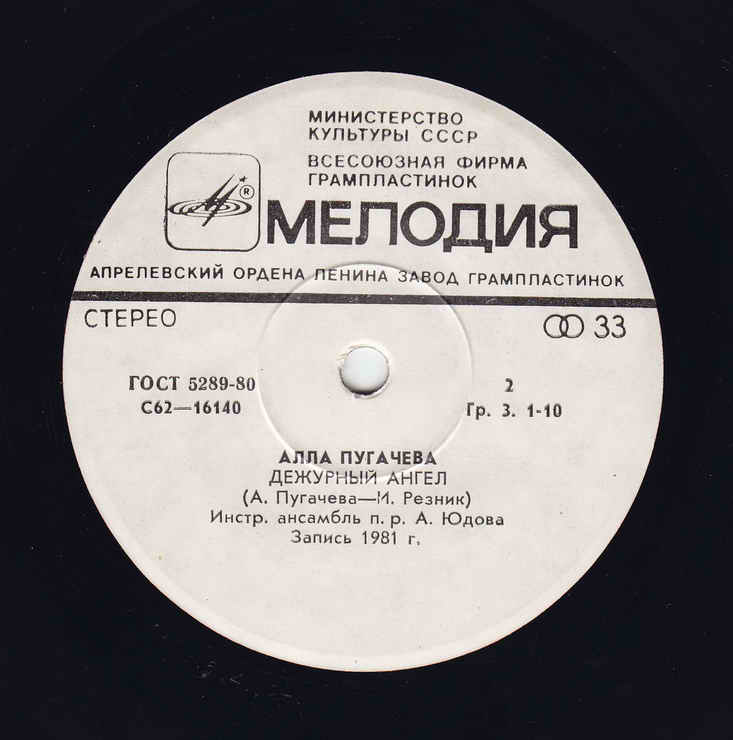 МИНИСТЕРСТВО
КУЛЬТУРЫ СССР
ВСЕСОЮЗНАЯ ФИРМА
ГРАМПЛАСТИНОК
®
МЕЛОДИЯ
АПРЕЛЕВСКИЙ ОРДЕНА ЛЕНИНА ЗАВОД ГРАМПЛАСТИНОК
СТЕРЕО 33
ГОСТ 5289-80 2
С62—16140 Гр. 3. 1-10
АЛЛА ПУГАЧЕВА
ДЕЖУРНЫЙ АНГЕЛ
(А. Пугачева—И. Резник)
Инстр. ансамбль п. р. А. Юдова
Запись 1981 г.